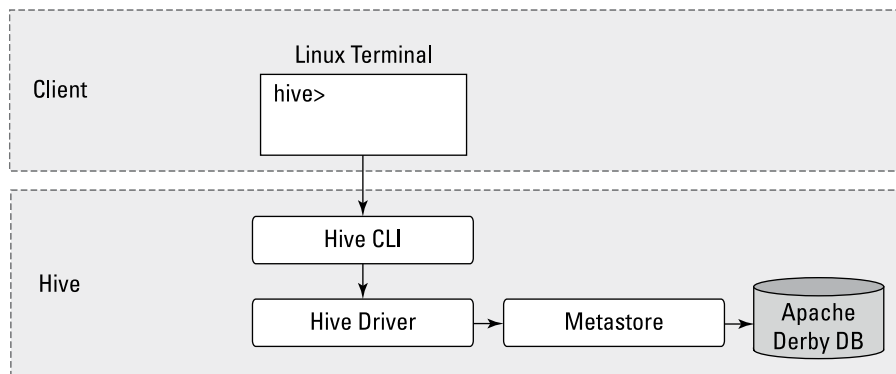 Linux Terminal
Client
hive>
Hive CLI
Hive
Hive Driver
Metastore
Apache
Derby DB